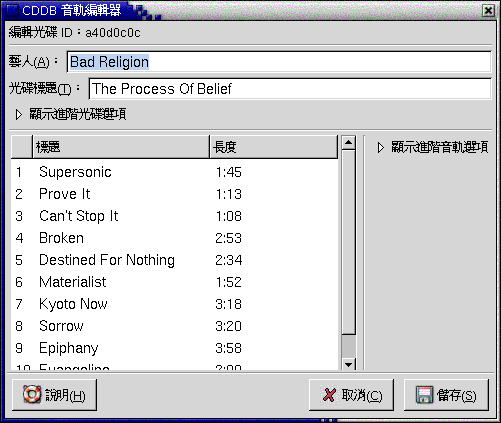 CDDB 音軌編輯器
編輯光碟 ID：a40d0c0c
藝人(A)： Bad Religion
光碟標題(T)： The Process Of Belief
▷ 顯示進階光碟選項
標題 長度
▷ 顯示進階音軌選項
1 Supersonic 1:45
2 Prove It 1:13
3 Can't Stop It 1:08
4 Broken 2:53
5 Destined For Nothing 2:34
6 Materialist 1:52
7 Kyoto Now 3:18
8 Sorrow 3:20
9 Epiphany 3:58
10 Evangeline
說明(H) 取消(C) 儲存(S)